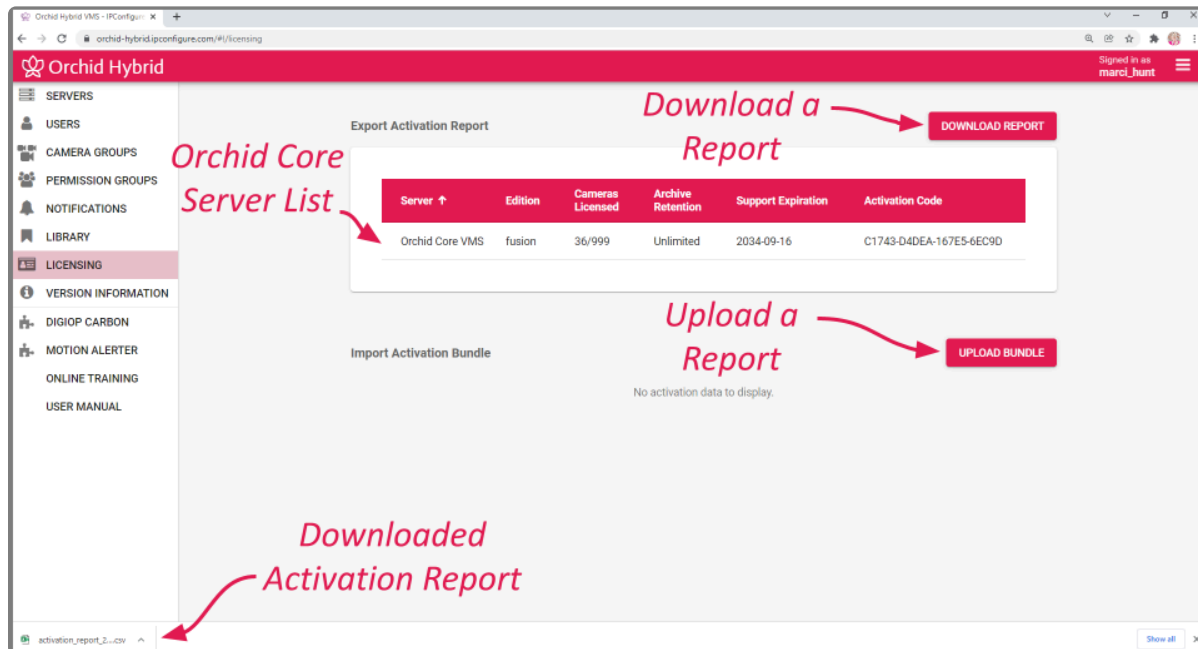 Orchid Hybrid VMS - IPConfigur
orchid-hybrid.ipconfigure.com/#!/licensing
Orchid Hybrid
Signed in as
marci_hunt
SERVERS
USERS
CAMERA GROUPS
PERMISSION GROUPS
NOTIFICATIONS
LIBRARY
LICENSING
VERSION INFORMATION
DIGIOP CARBON
MOTION ALERTER
ONLINE TRAINING
USER MANUAL
Orchid Core
Server List
Export Activation Report
Download a
Report
DOWNLOAD REPORT
Server ↑ Edition Cameras Licensed Archive Retention Support Expiration Activation Code
Orchid Core VMS fusion 36/999 Unlimited 2034-09-16 C1743-D4DEA-167E5-6EC9D
Upload a
Report
Import Activation Bundle
UPLOAD BUNDLE
No activation data to display.
Downloaded
Activation Report
activation_report_2....csv
Show all